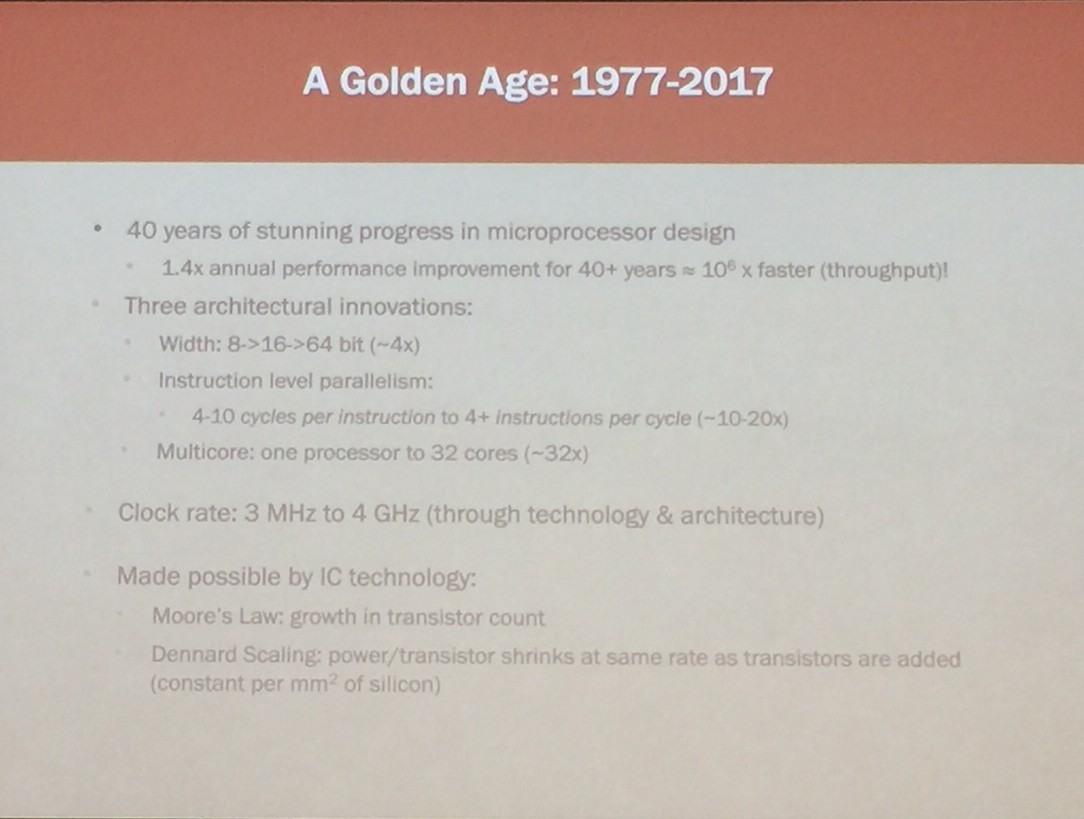 A Golden Age: 1977-2017
• 40 years of stunning progress in microprocessor design
• 1.4x annual performance improvement for 40+ years ≈ 10⁶ x faster (throughput)!
• Three architectural innovations:
• Width: 8->16->64 bit (~4x)
• Instruction level parallelism:
• 4-10 cycles per instruction to 4+ instructions per cycle (~10-20x)
• Multicore: one processor to 32 cores (~32x)
• Clock rate: 3 MHz to 4 GHz (through technology & architecture)
• Made possible by IC technology:
• Moore's Law: growth in transistor count
• Dennard Scaling: power/transistor shrinks at same rate as transistors are added
(constant per mm² of silicon)